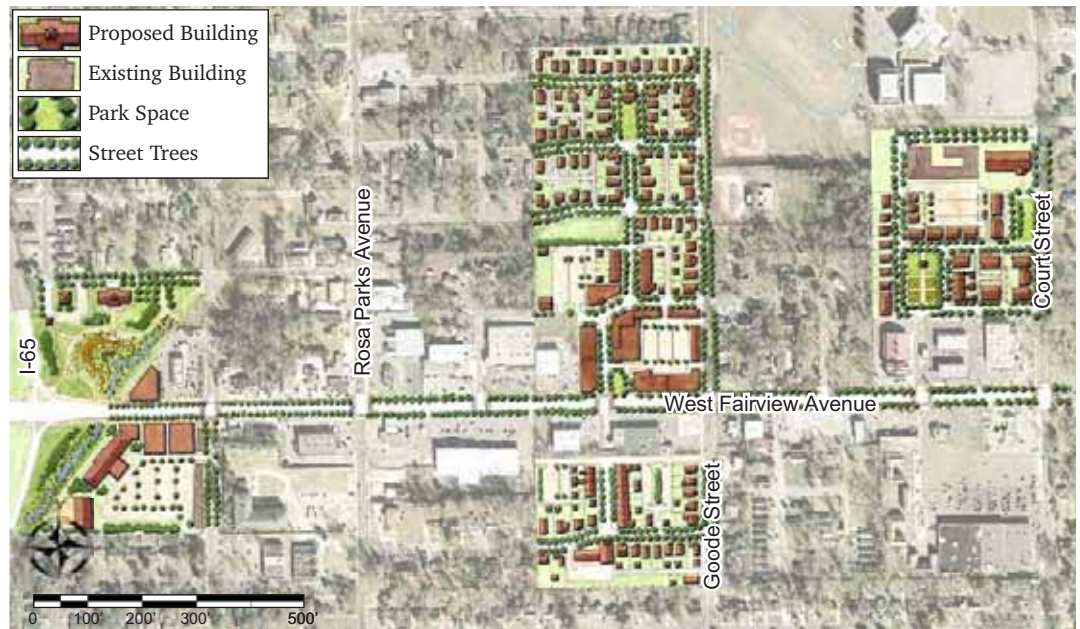 Proposed Building
Existing Building
Park Space
Street Trees
I-65
Rosa Parks Avenue
West Fairview Avenue
Goode Street
Court Street
0 100' 200' 300' 500'